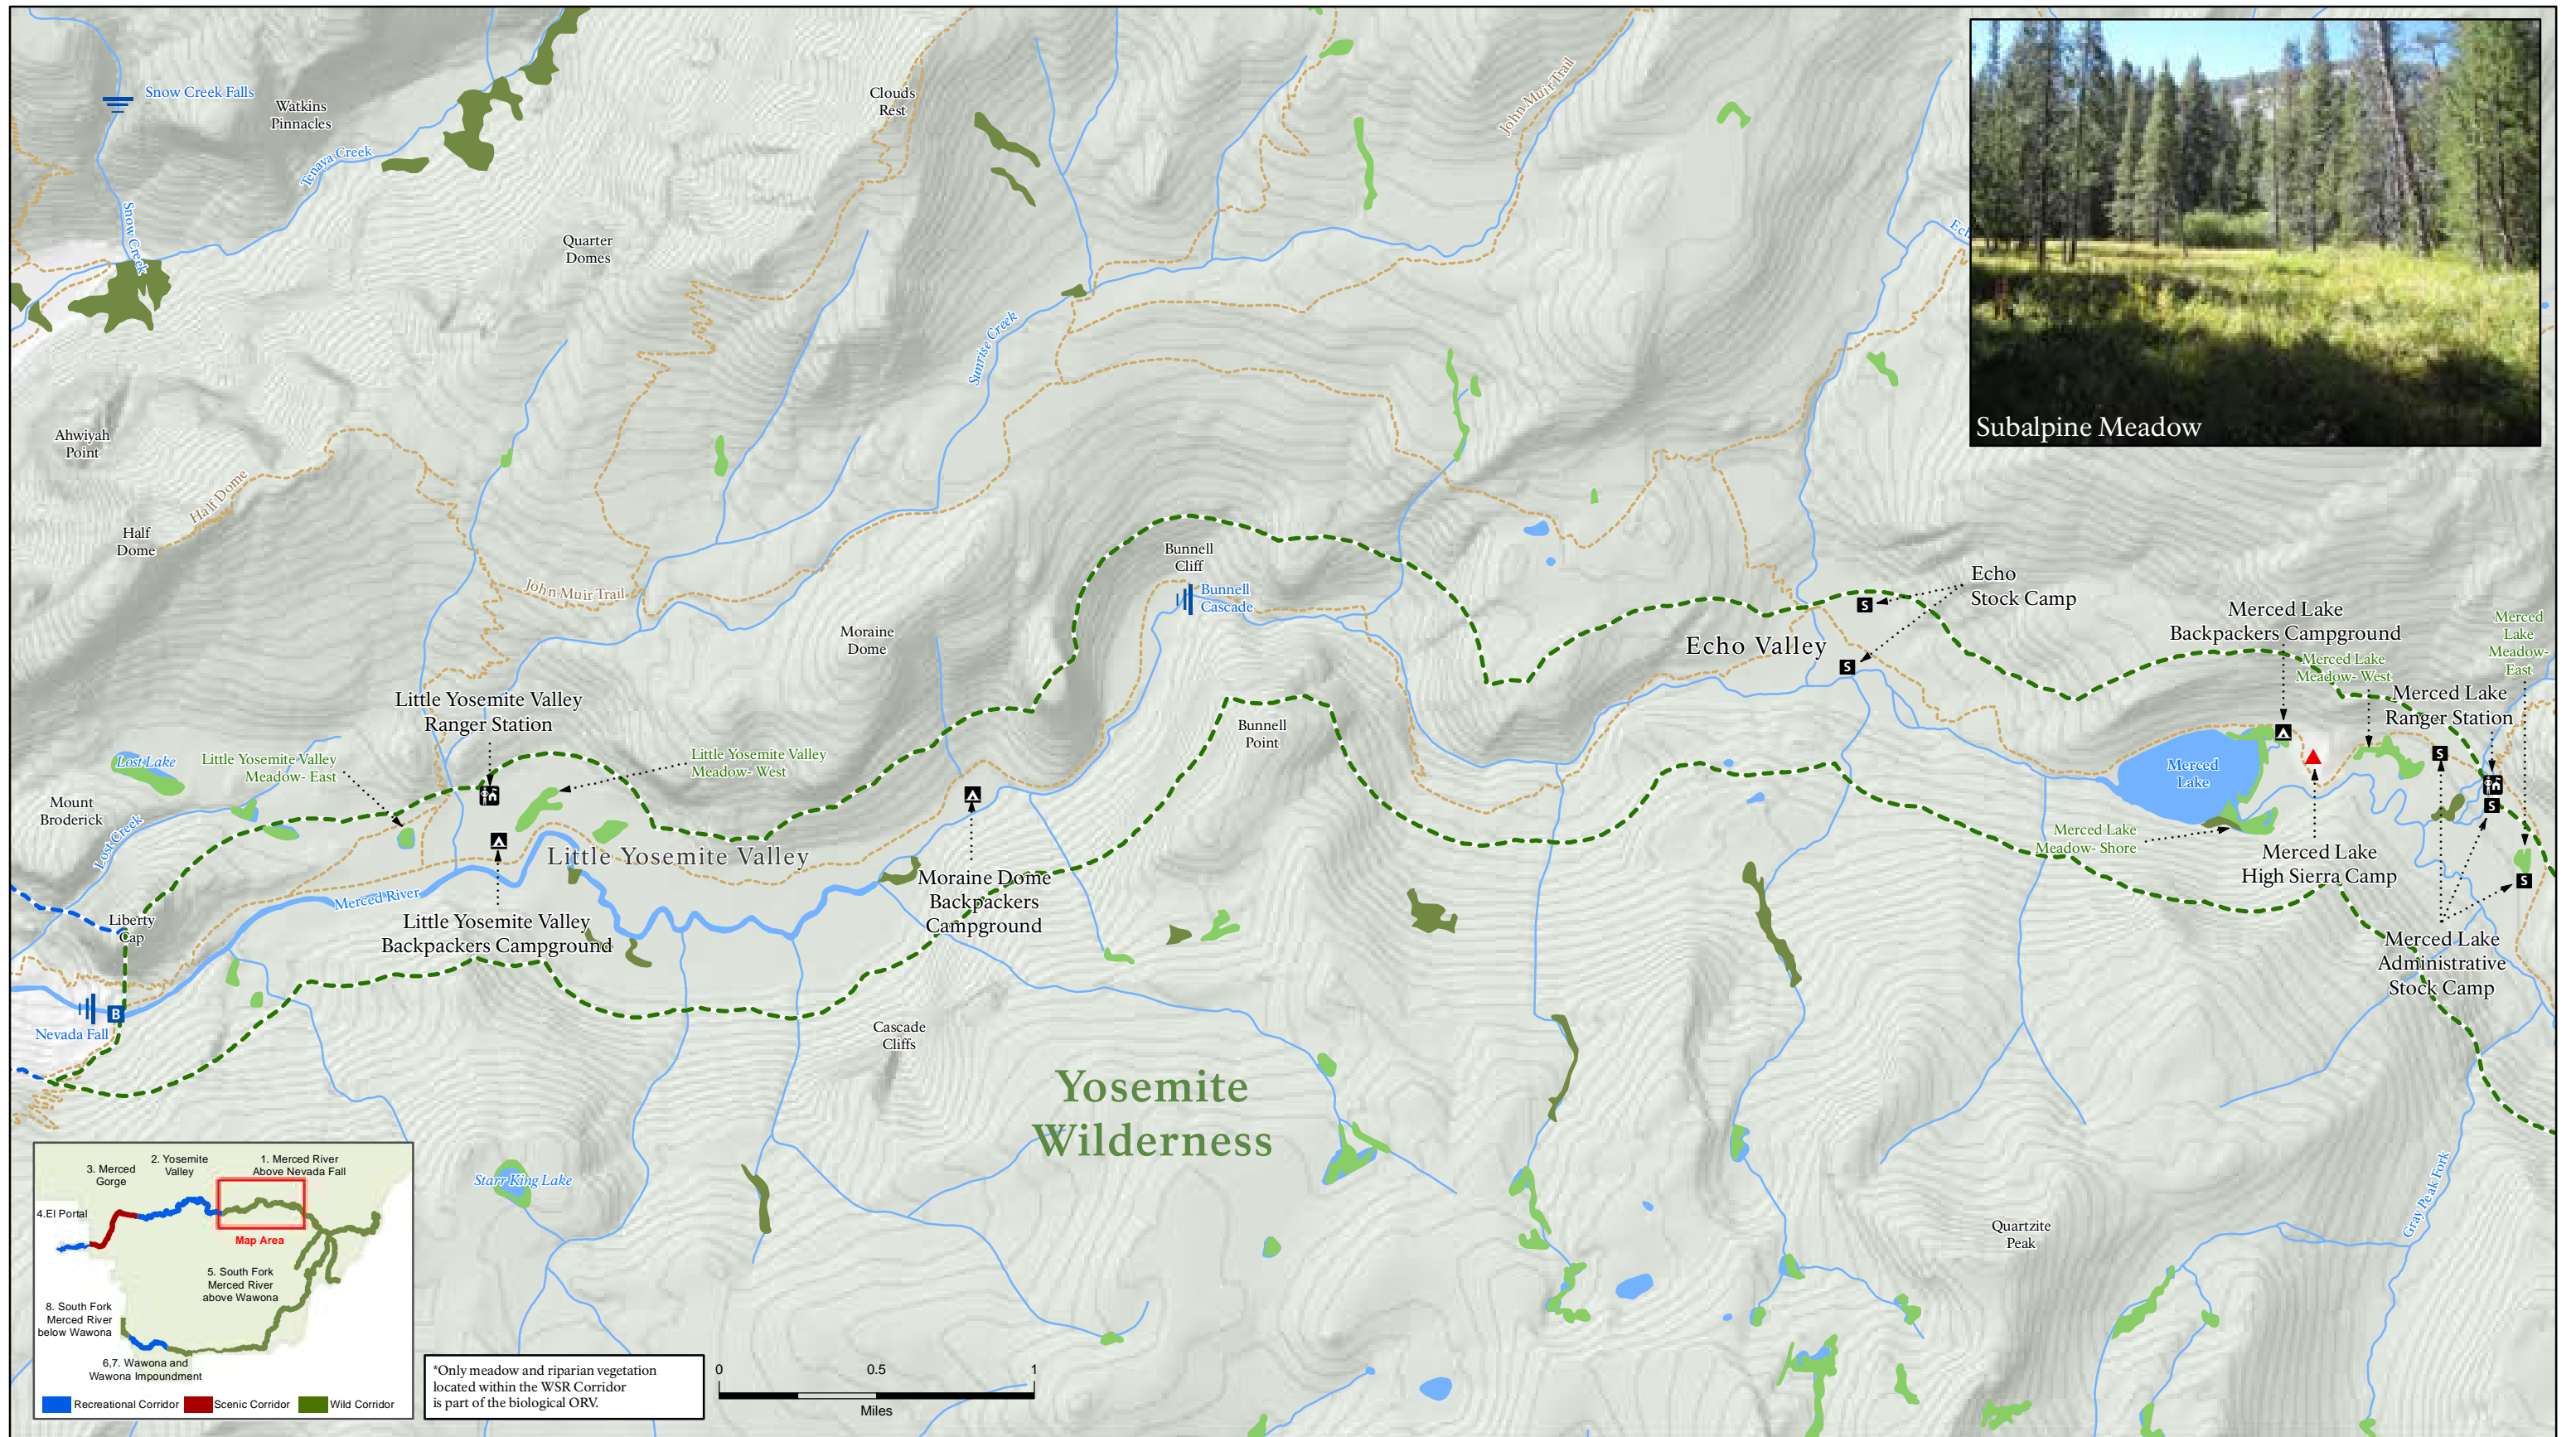 Snow Creek Falls
Watkins
Pinnacles
Tenaya Creek
Snow Creek
Clouds
Rest
John Muir Trail
Quarter
Domes
Sunrise Creek
Ahwiyah
Point
Half Dome
Half
Dome
John Muir Trail
Subalpine Meadow
Bunnell
Cliff
Bunnell
Cascade
Moraine
Dome
Echo
Stock Camp
Echo Valley
Merced Lake
Backpackers Campground
Merced
Lake
Meadow-
East
Merced Lake
Meadow- West
Merced Lake
Ranger Station
Little Yosemite Valley
Ranger Station
Bunnell
Point
Lost Lake
Little Yosemite Valley
Meadow- East
Little Yosemite Valley
Meadow- West
Merced
Lake
Mount
Broderick
Lost Creek
Little Yosemite Valley
Merced Lake
Meadow- Shore
Merced Lake
High Sierra Camp
Merced River
Moraine Dome
Backpackers
Campground
Liberty
Cap
Little Yosemite Valley
Backpackers Campground
Merced Lake
Administrative
Stock Camp
S
S
S
S
S
B
Nevada Fall
Cascade
Cliffs
Yosemite
Wilderness
Starr King Lake
Quartzite
Peak
Gray Peak Fork
1. Merced River
Above Nevada Fall
2. Yosemite
Valley
3. Merced
Gorge
4.El Portal
Map Area
5. South Fork
Merced River
above Wawona
8. South Fork
Merced River
below Wawona
6,7. Wawona and
Wawona Impoundment
Recreational Corridor
Scenic Corridor
Wild Corridor
*Only meadow and riparian vegetation
located within the WSR Corridor
is part of the biological ORV.
0 0.5 1
Miles